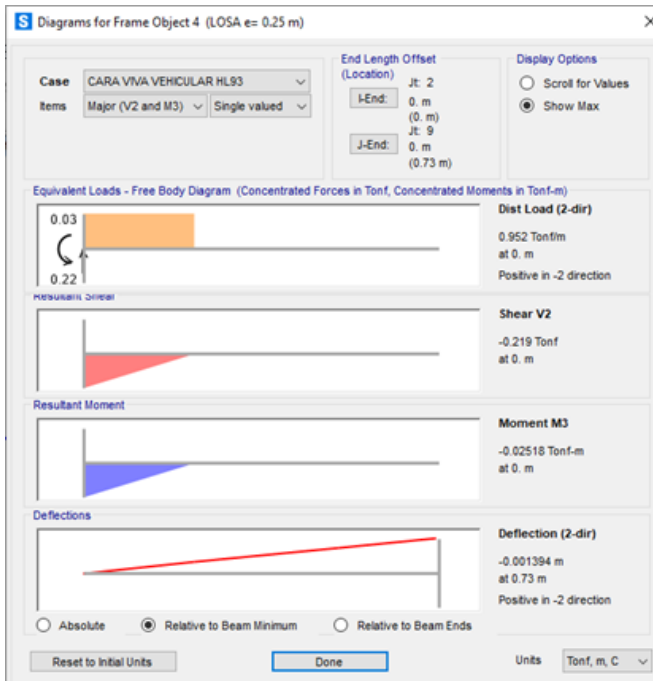 Diagrams for Frame Object 4 (LOSA e= 0.25 m)
Case CARA VIVA VEHICULAR HL93
Items Major (V2 and M3) Single valued
End Length Offset
(Location)
Jt: 2
I-End: 0. m
(0. m)
Jt: 9
J-End: 0. m
(0.73 m)
Display Options
Scroll for Values
Show Max
Equivalent Loads - Free Body Diagram (Concentrated Forces in Tonf, Concentrated Moments in Tonf-m)
0.03
0.22
Dist Load (2-dir)
0.952 Tonf/m
at 0. m
Positive in -2 direction
Resultant Shear
Shear V2
-0.219 Tonf
at 0. m
Resultant Moment
Moment M3
-0.02518 Tonf-m
at 0. m
Deflections
Deflection (2-dir)
-0.001394 m
at 0.73 m
Positive in -2 direction
Absolute Relative to Beam Minimum Relative to Beam Ends
Reset to Initial Units Done Units Tonf, m, C